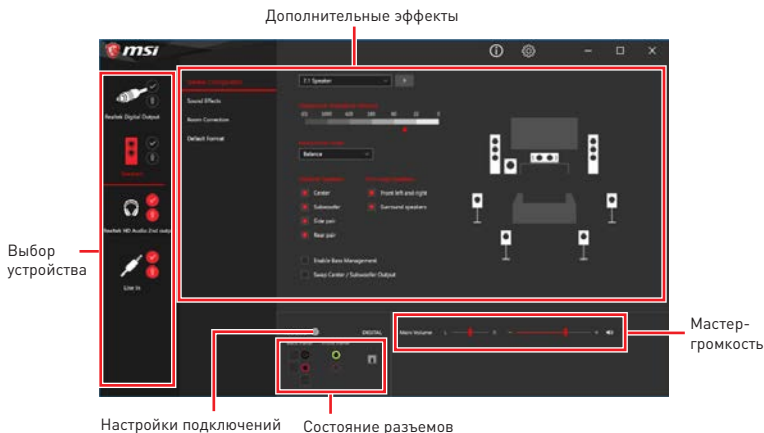 Дополнительные эффекты
msi
Realtek Digital Output
Speakers
Realtek HD Audio 2nd output
Line In
Speaker Configuration
Sound Effects
Room Correction
Default Format
7.1 Speaker
Balance
Center
Subwoofer
Side pair
Rear pair
Front left and right
Surround speakers
Enable Bass Management
Swap Center / Subwoofer Output
DIGITAL
Main Volume
L
R
-
+
Выбор
устройства
Мастер-
громкость
Настройки подключений
Состояние разъемов